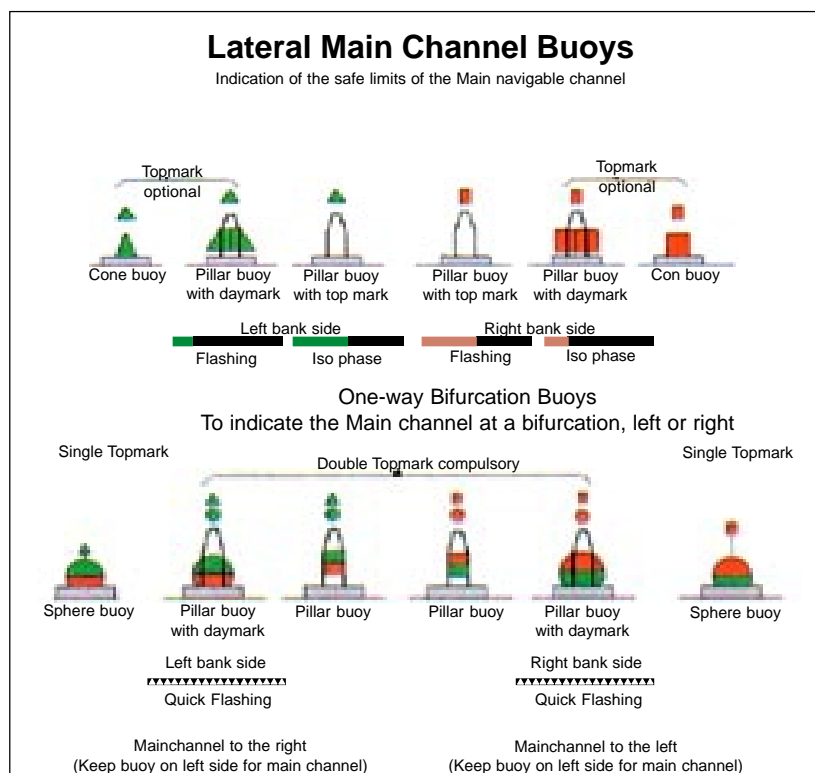 Lateral Main Channel Buoys
Indication of the safe limits of the Main navigable channel
Topmark
optional
Topmark
optional
Cone buoy
Pillar buoy
with daymark
Pillar buoy
with top mark
Pillar buoy
with top mark
Pillar buoy
with daymark
Con buoy
Left bank side
Right bank side
Flashing
Iso phase
Flashing
Iso phase
One-way Bifurcation Buoys
To indicate the Main channel at a bifurcation, left or right
Single Topmark
Double Topmark compulsory
Single Topmark
Sphere buoy
Pillar buoy
with daymark
Pillar buoy
Pillar buoy
Pillar buoy
with daymark
Sphere buoy
Left bank side
Right bank side
Quick Flashing
Quick Flashing
Mainchannel to the right
(Keep buoy on left side for main channel)
Mainchannel to the left
(Keep buoy on left side for main channel)